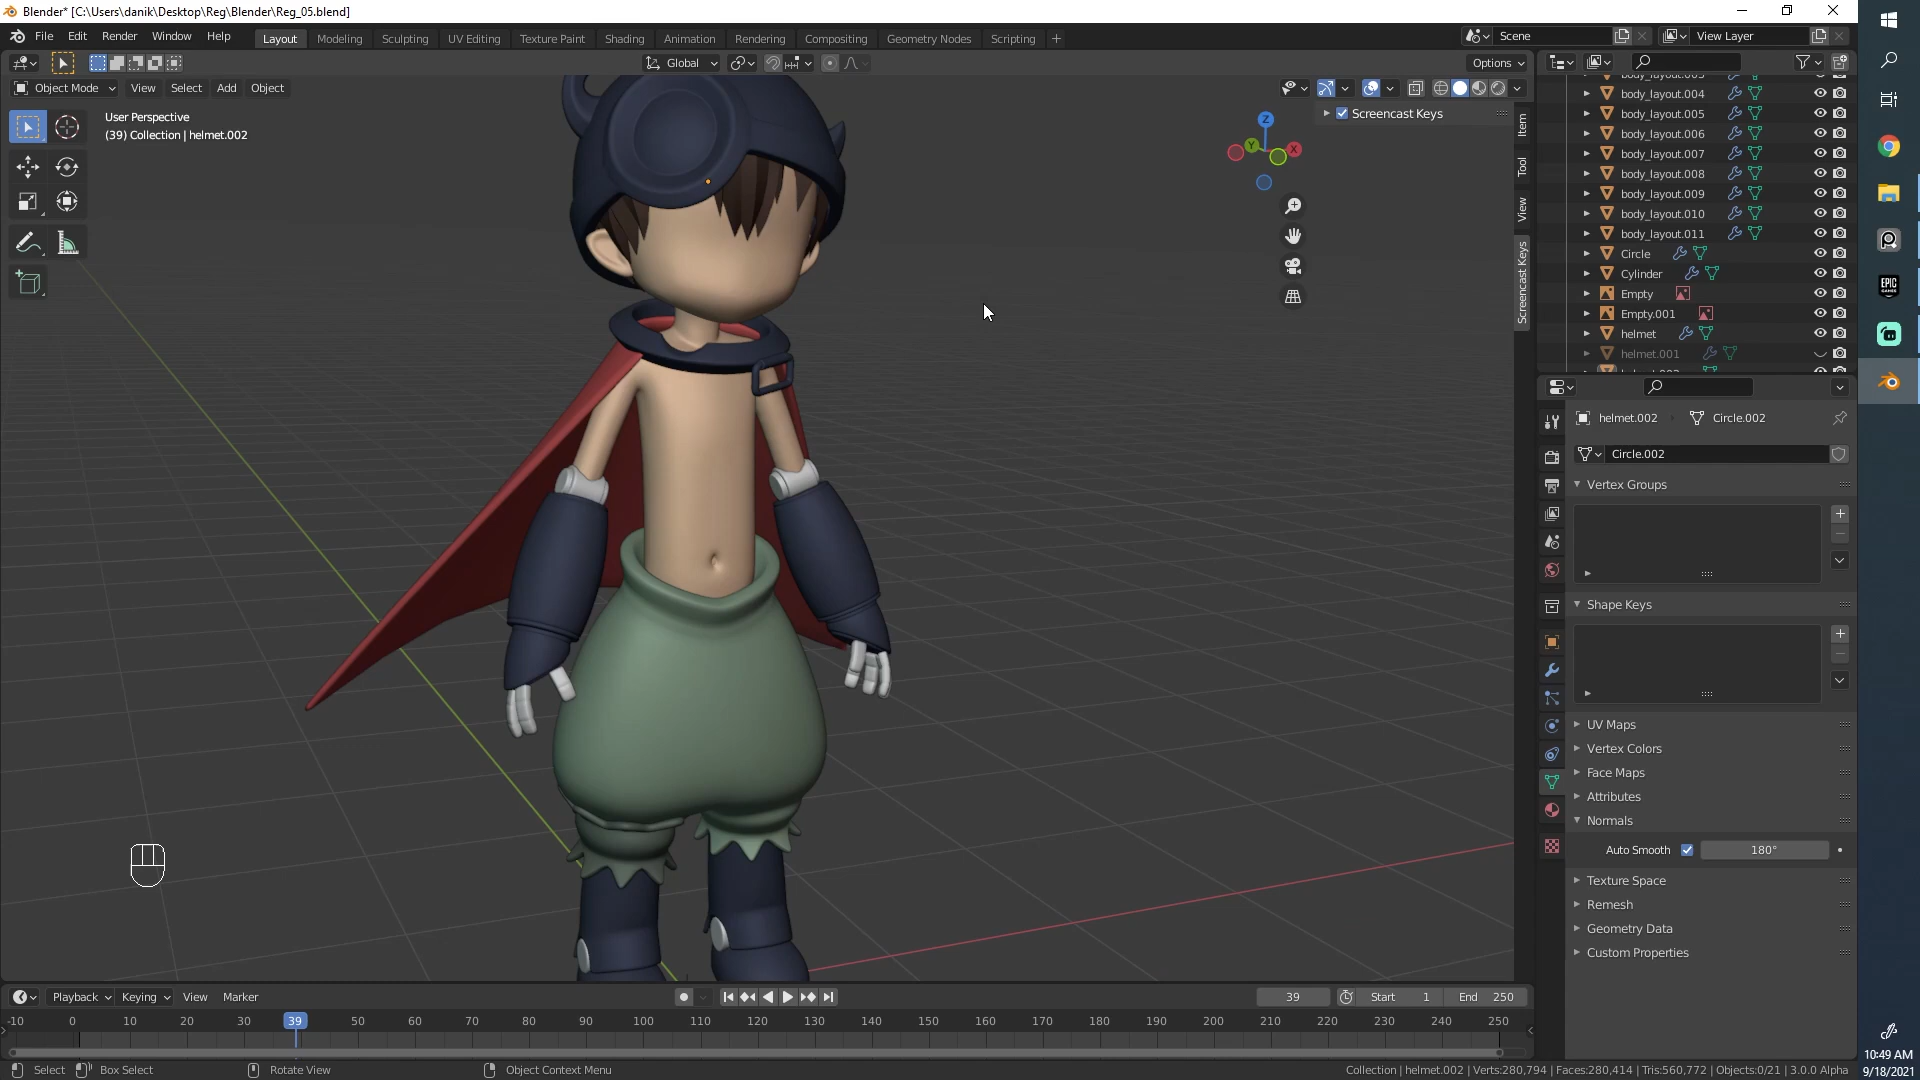 Blender* [C:\Users\danik\Desktop\Reg\Blender\Reg_05.blend]
File Edit Render Window Help
Layout Modeling Sculpting UV Editing Texture Paint Shading Animation Rendering Compositing Geometry Nodes Scripting +
Scene
View Layer
Global
Options
Object Mode View Select Add Object
User Perspective
(39) Collection | helmet.002
Screencast Keys
Z
Y
X
Item
Tool
View
Screencast Keys
body_layout.004
body_layout.005
body_layout.006
body_layout.007
body_layout.008
body_layout.009
body_layout.010
body_layout.011
Circle
Cylinder
Empty
Empty.001
helmet
helmet.001
helmet.002 Circle.002
Circle.002
Vertex Groups
Shape Keys
UV Maps
Vertex Colors
Face Maps
Attributes
Normals
Auto Smooth 180°
Texture Space
Remesh
Geometry Data
Custom Properties
EPIC
GAMES
Playback Keying View Marker
39 Start 1 End 250
-10 0 10 20 30 39 50 60 70 80 90 100 110 120 130 140 150 160 170 180 190 200 210 220 230 240 250
Select Box Select Rotate View Object Context Menu
Collection | helmet.002 | Verts:280,794 | Faces:280,414 | Tris:560,772 | Objects:0/21 | 3.0.0 Alpha
10:49 AM
9/18/2021